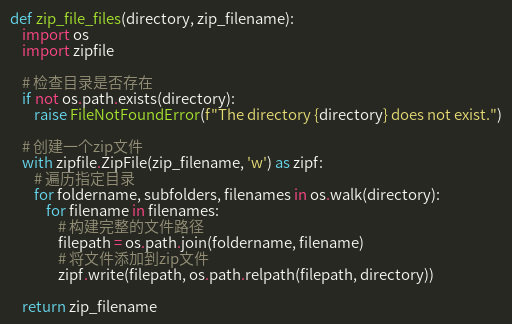 def zip_file_files(directory, zip_filename):
    import os
    import zipfile

    # 检查目录是否存在
    if not os.path.exists(directory):
        raise FileNotFoundError(f"The directory {directory} does not exist.")

    # 创建一个zip文件
    with zipfile.ZipFile(zip_filename, 'w') as zipf:
        # 遍历指定目录
        for foldername, subfolders, filenames in os.walk(directory):
            for filename in filenames:
                # 构建完整的文件路径
                filepath = os.path.join(foldername, filename)
                # 将文件添加到zip文件
                zipf.write(filepath, os.path.relpath(filepath, directory))

    return zip_filename